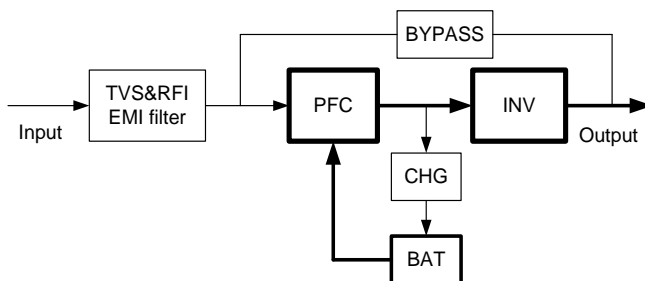 BYPASS
TVS&RFI
EMI filter
PFC
INV
Input
Output
CHG
BAT